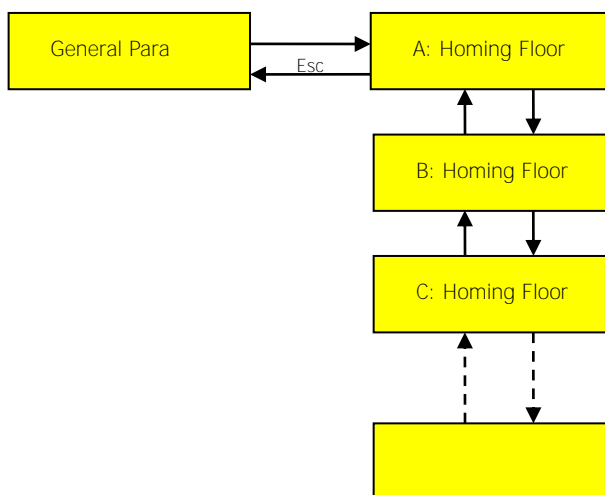 General Para
A: Homing Floor
Esc
B: Homing Floor
C: Homing Floor